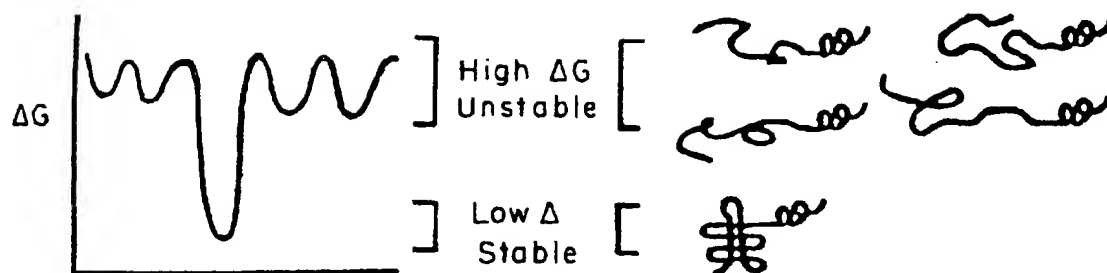 ΔG
High ΔG
Unstable
Low Δ
Stable